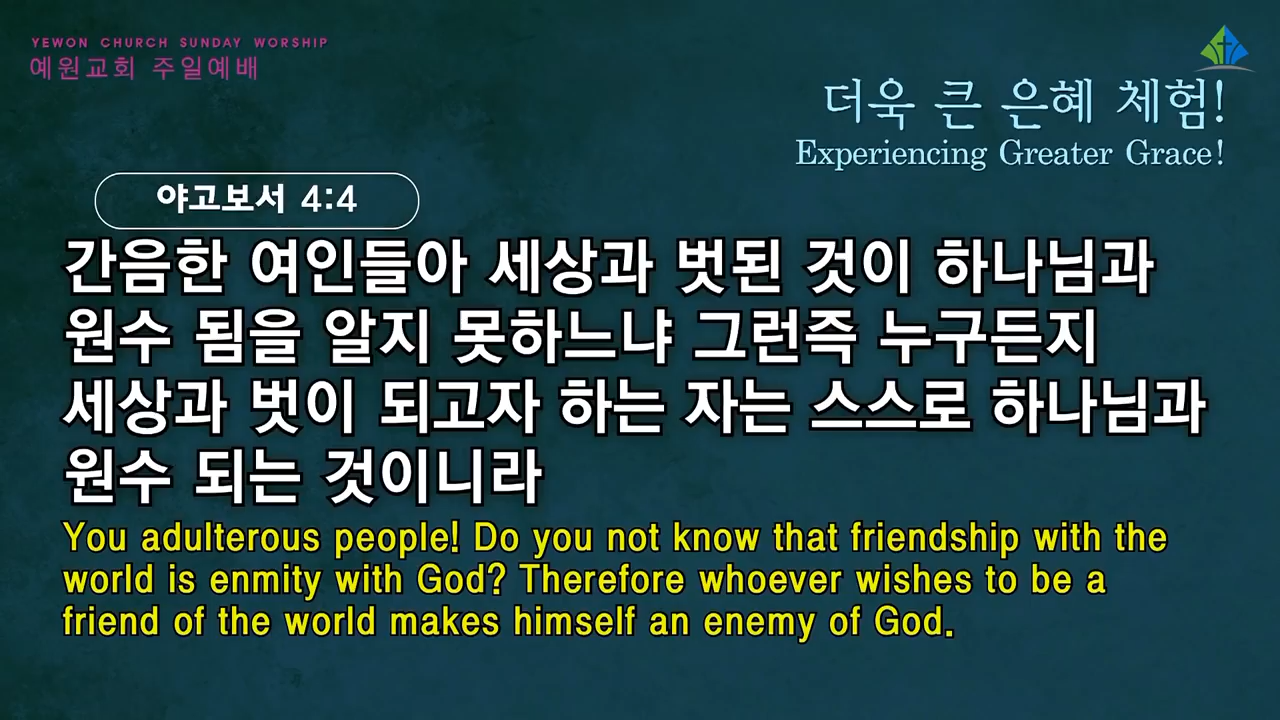 YEWON CHURCH SUNDAY WORSHIP
예원교회 주일예배
더욱 큰 은혜 체험!
Experiencing Greater Grace!
야고보서 4:4
간음한 여인들아 세상과 벗된 것이 하나님과
원수 됨을 알지 못하느냐 그런즉 누구든지
세상과 벗이 되고자 하는 자는 스스로 하나님과
원수 되는 것이니라
You adulterous people! Do you not know that friendship with the
world is enmity with God? Therefore whoever wishes to be a
friend of the world makes himself an enemy of God.